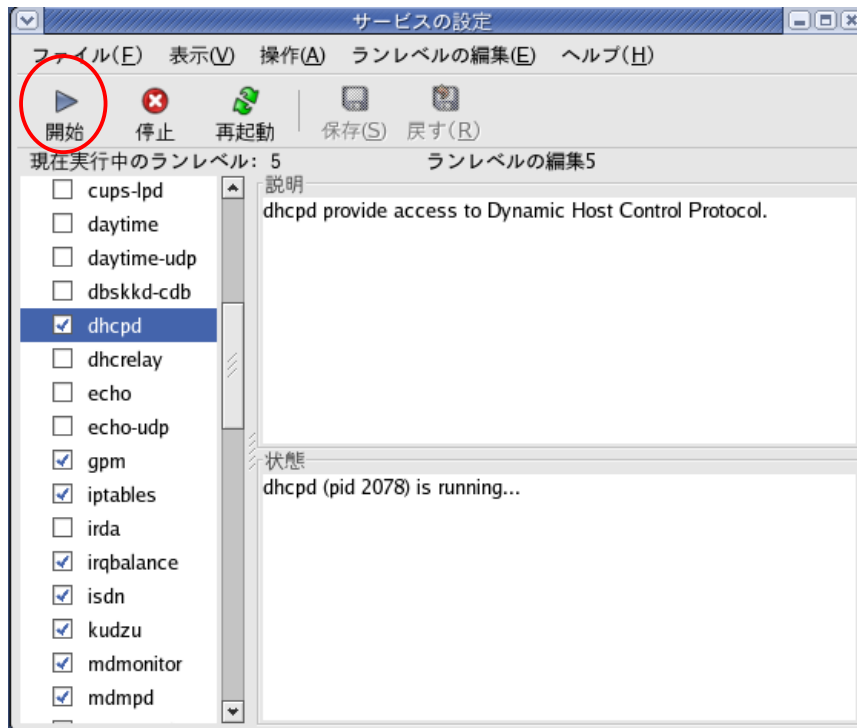 サービスの設定
ファイル(F) 表示(V) 操作(A) ランレベルの編集(E) ヘルプ(H)
開始 停止 再起動 保存(S) 戻す(R)
現在実行中のランレベル: 5 ランレベルの編集5
cups-lpd
daytime
daytime-udp
dbskkd-cdb
dhcpd
dhcrelay
echo
echo-udp
gpm
iptables
irda
irqbalance
isdn
kudzu
mdmonitor
mdmpd
説明
dhcpd provide access to Dynamic Host Control Protocol.
状態
dhcpd (pid 2078) is running...